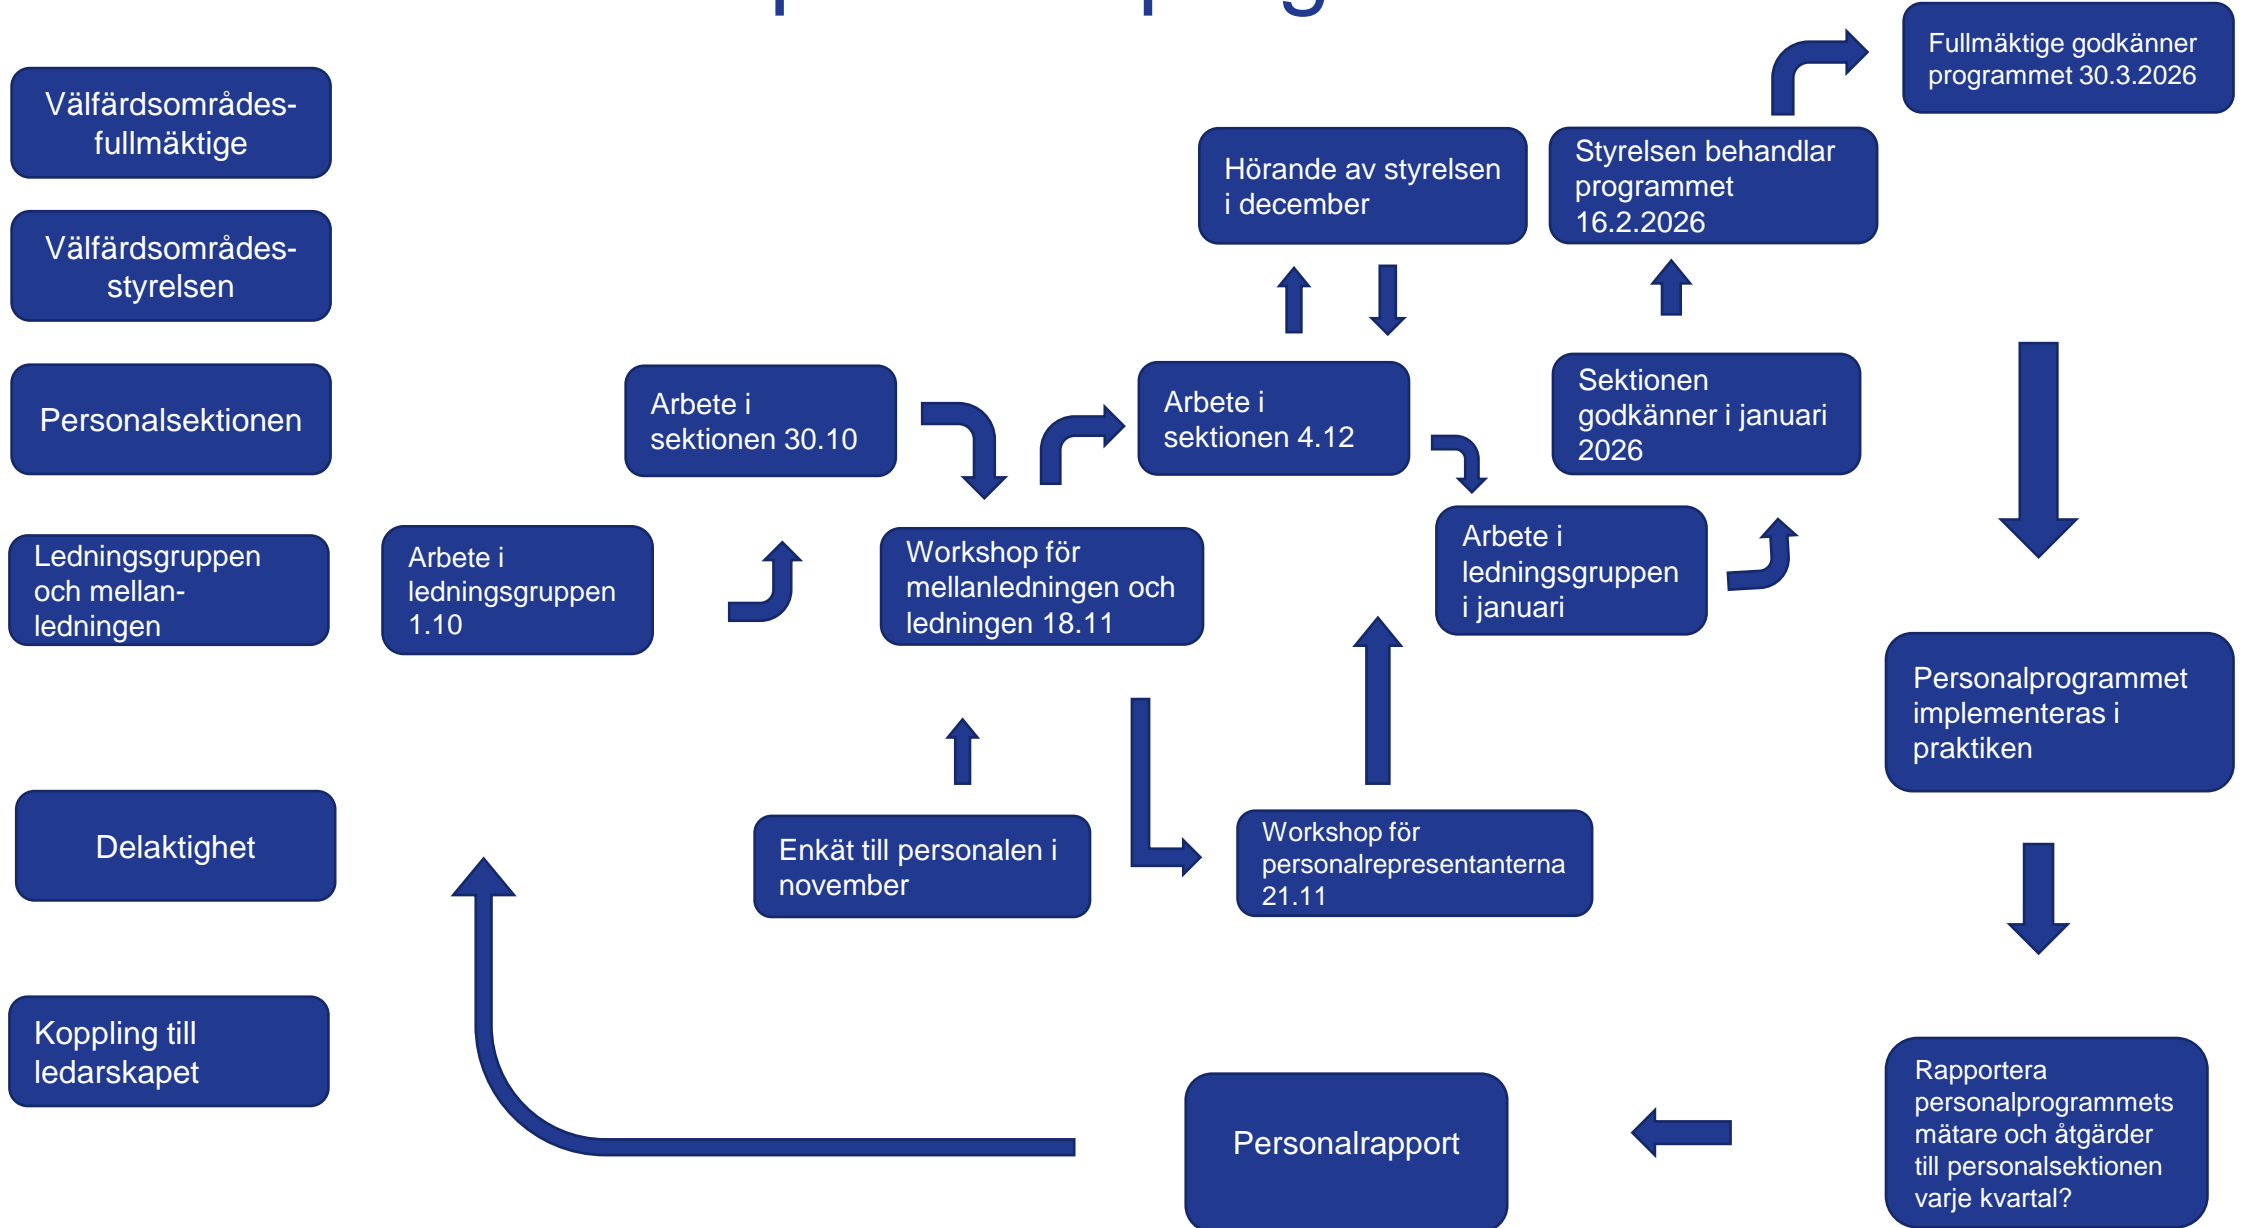 Fullmäktige godkänner
programmet 30.3.2026
Välfärdsområdes-
fullmäktige
Hörande av styrelsen
i december
Styrelsen behandlar
programmet
16.2.2026
Välfärdsområdes-
styrelsen
Personalsektionen
Arbete i
sektionen 30.10
Arbete i
sektionen 4.12
Sektionen
godkänner i januari
2026
Ledningsgruppen
och mellan-
ledningen
Arbete i
ledningsgruppen
1.10
Workshop för
mellanledningen och
ledningen 18.11
Arbete i
ledningsgruppen
i januari
Personalprogrammet
implementeras i
praktiken
Delaktighet
Enkät till personalen i
november
Workshop för
personalrepresentanterna
21.11
Koppling till
ledarskapet
Personalrapport
Rapportera
personalprogrammets
mätare och åtgärder
till personalsektionen
varje kvartal?